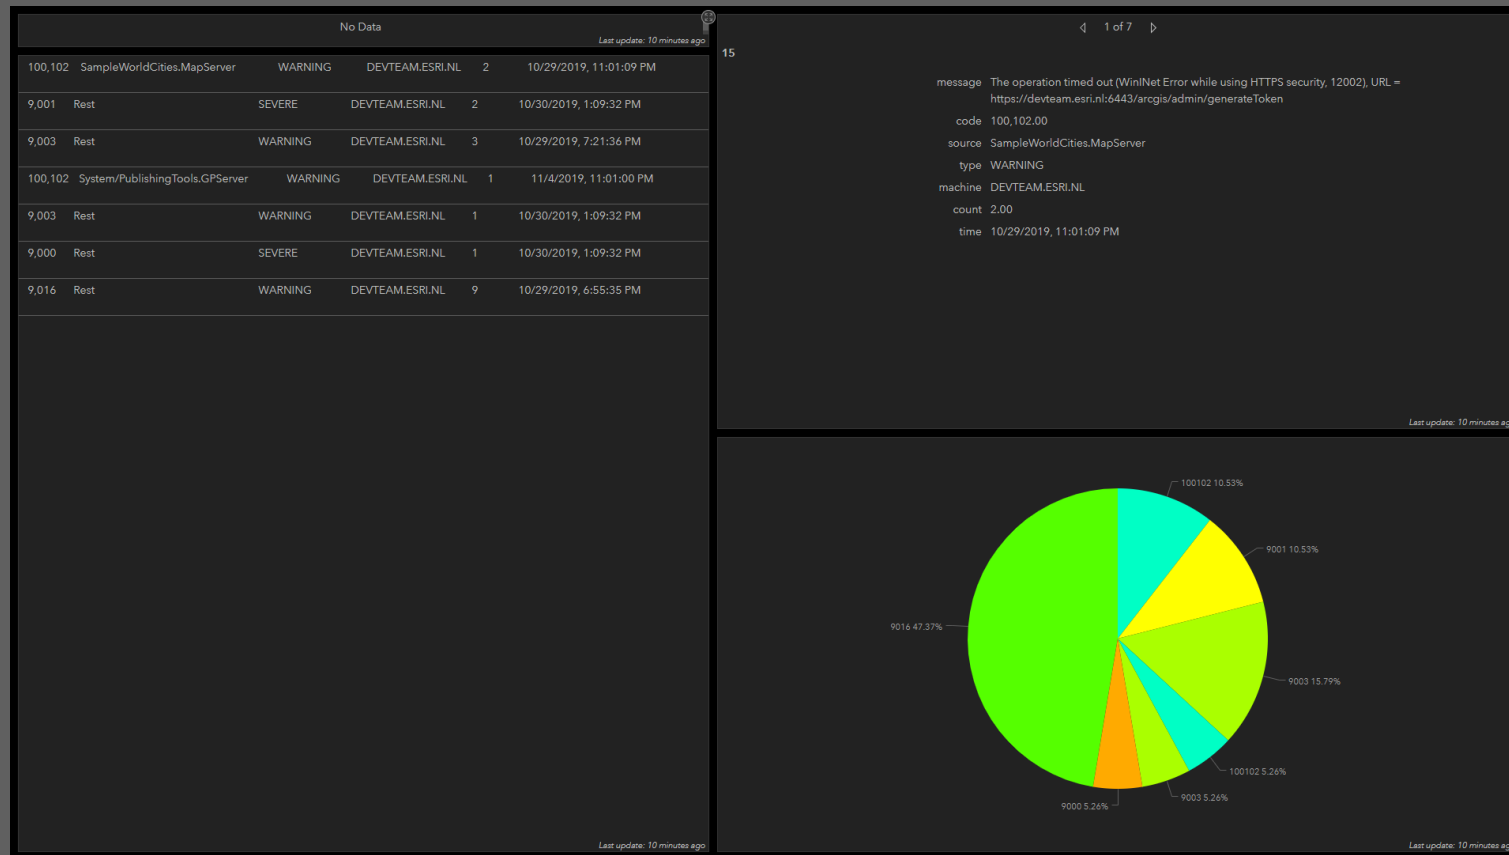 No Data
Last update: 10 minutes ago
100,102 SampleWorldCities.MapServer WARNING DEVTEAM.ESRI.NL 2 10/29/2019, 11:01:09 PM
9,001 Rest SEVERE DEVTEAM.ESRI.NL 2 10/30/2019, 1:09:32 PM
9,003 Rest WARNING DEVTEAM.ESRI.NL 3 10/29/2019, 7:21:36 PM
100,102 System/PublishingTools.GPServer WARNING DEVTEAM.ESRI.NL 1 11/4/2019, 11:01:00 PM
9,003 Rest WARNING DEVTEAM.ESRI.NL 1 10/30/2019, 1:09:32 PM
9,000 Rest SEVERE DEVTEAM.ESRI.NL 1 10/30/2019, 1:09:32 PM
9,016 Rest WARNING DEVTEAM.ESRI.NL 9 10/29/2019, 6:55:35 PM
Last update: 10 minutes ago
1 of 7
15
message The operation timed out (WinINet Error while using HTTPS security, 12002), URL =
https://devteam.esri.nl:6443/arcgis/admin/generateToken
code 100,102.00
source SampleWorldCities.MapServer
type WARNING
machine DEVTEAM.ESRI.NL
count 2.00
time 10/29/2019, 11:01:09 PM
Last update: 10 minutes ag
100102 10.53%
9001 10.53%
9016 47.37%
9003 15.79%
100102 5.26%
9003 5.26%
9000 5.26%
Last update: 10 minutes ag